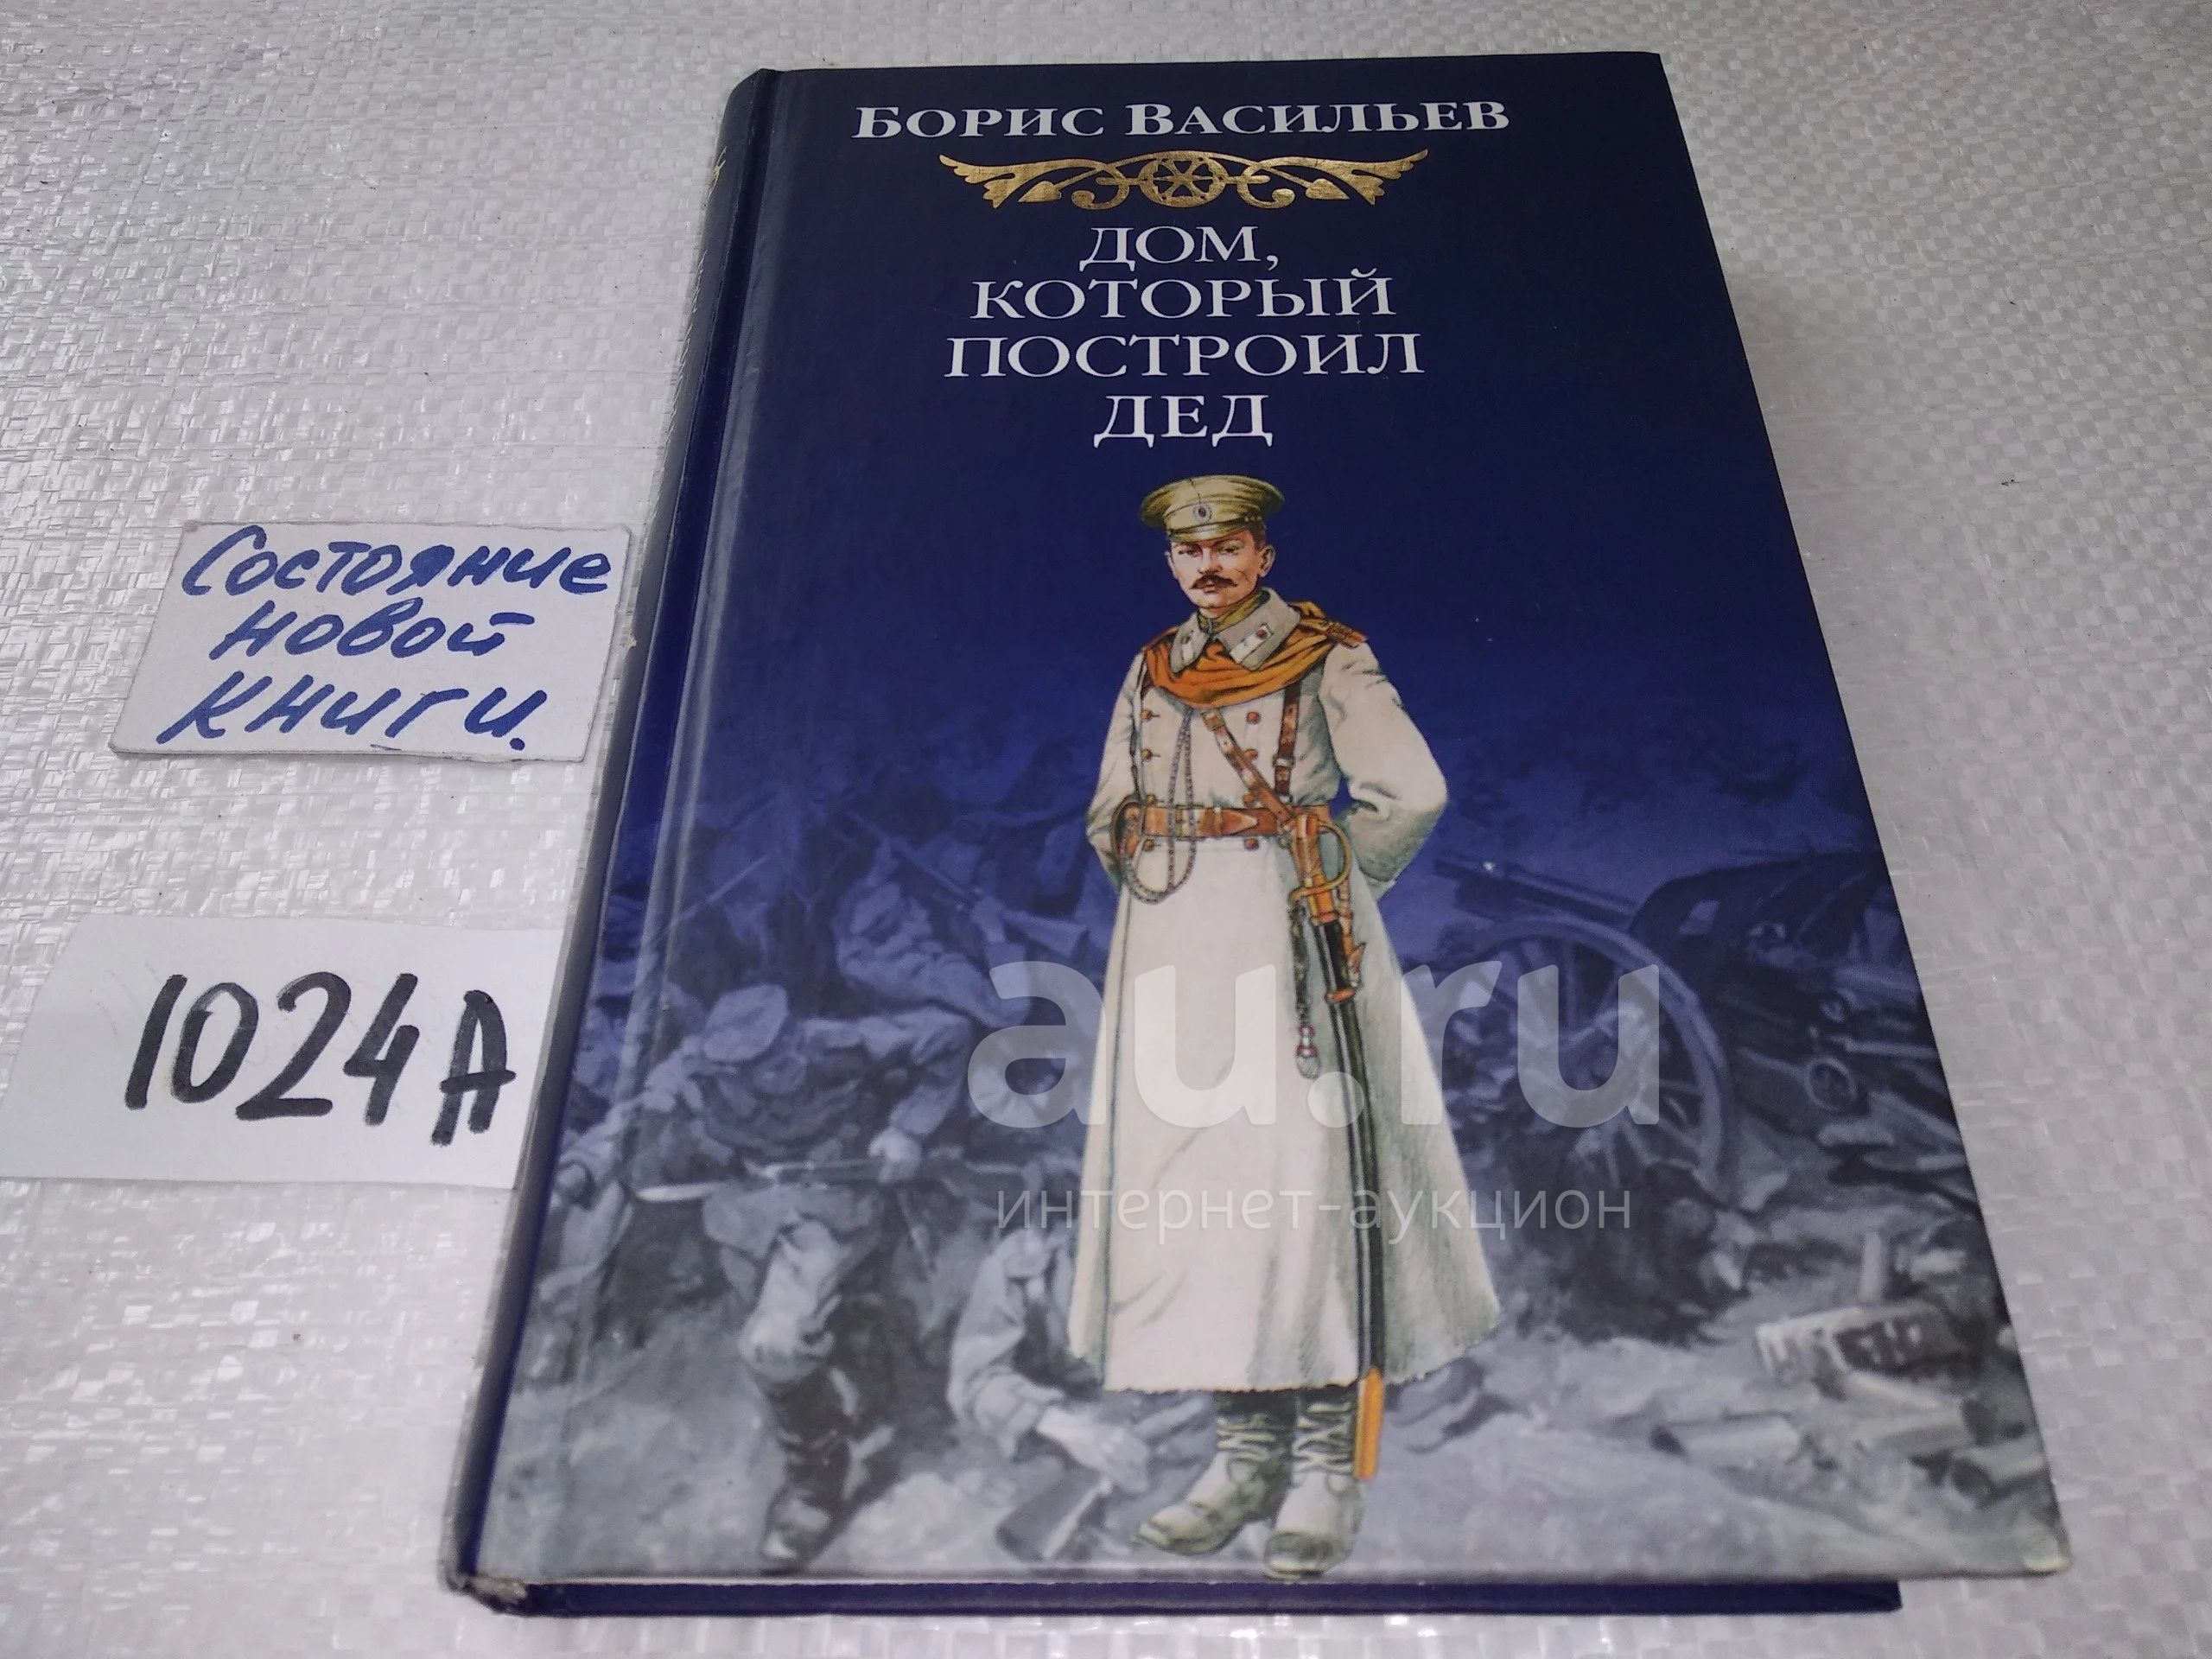 БОРИС ВАСИЛЬЕВ
ДОМ,
КОТОРЫЙ
ПОСТРОИЛ
ДЕД
Состояние
новой
книги.
1024А
au.ru
интернет-аукцион